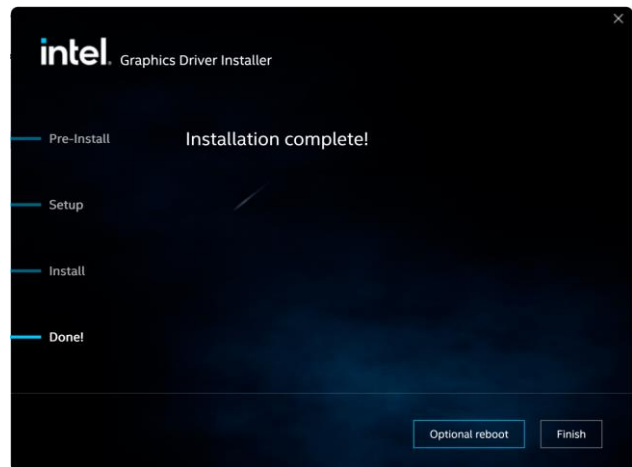 intel. Graphics Driver Installer
Pre-Install
Installation complete!
Setup
Install
Done!
Optional reboot
Finish